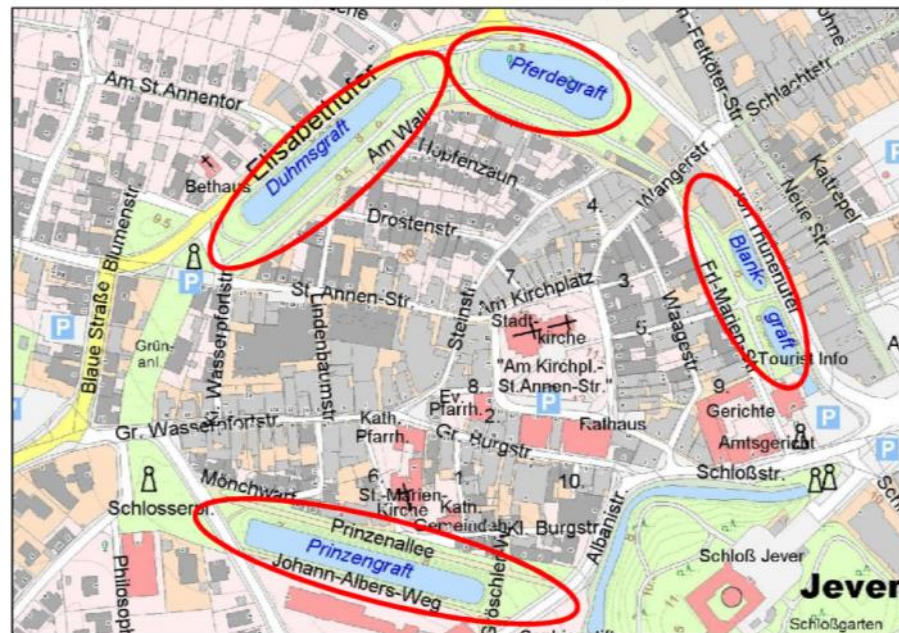 Am St.Annentor
Elisabethufer
Duhmsgraft
Am Wall
Pferdegraft
Hopfenzaun
Schlachtstr
Bethaus
Drostenstr
Wangerstr
Neue Str
Kattrepel
von-Thünenufer
Blank-
graft
Frl-Marien-
Blaue Straße
Blumenstr
P
P
St.-Annen-Str.
Lindenbaumstr
Kl. Wasserpfortstr
Grün-
anl.
Steinstr
Am Kirchplatz
4.
7.
3.
5.
Stadt-
kirche
"Am Kirchpl.-
St.Annen-Str."
Waagestr
Tourist Info
8.
Ev.
Pfarrh.
2
P
Rathaus
9.
Gerichte
Amtsgericht
P
Gr. Wasserpfortstr
Kath.
Pfarrh.
Gr. Burgstr
Schloßstr.
Mönchwarf
6.
St.-Marien-
Kirche
1.
Kath.
10.
Kl. Burgstr
Albanistr
Schlosserpl.
Prinzenallee
Prinzengraft
Johann-Albers-Weg
Schloß Jever
Jever
Schloßgarten